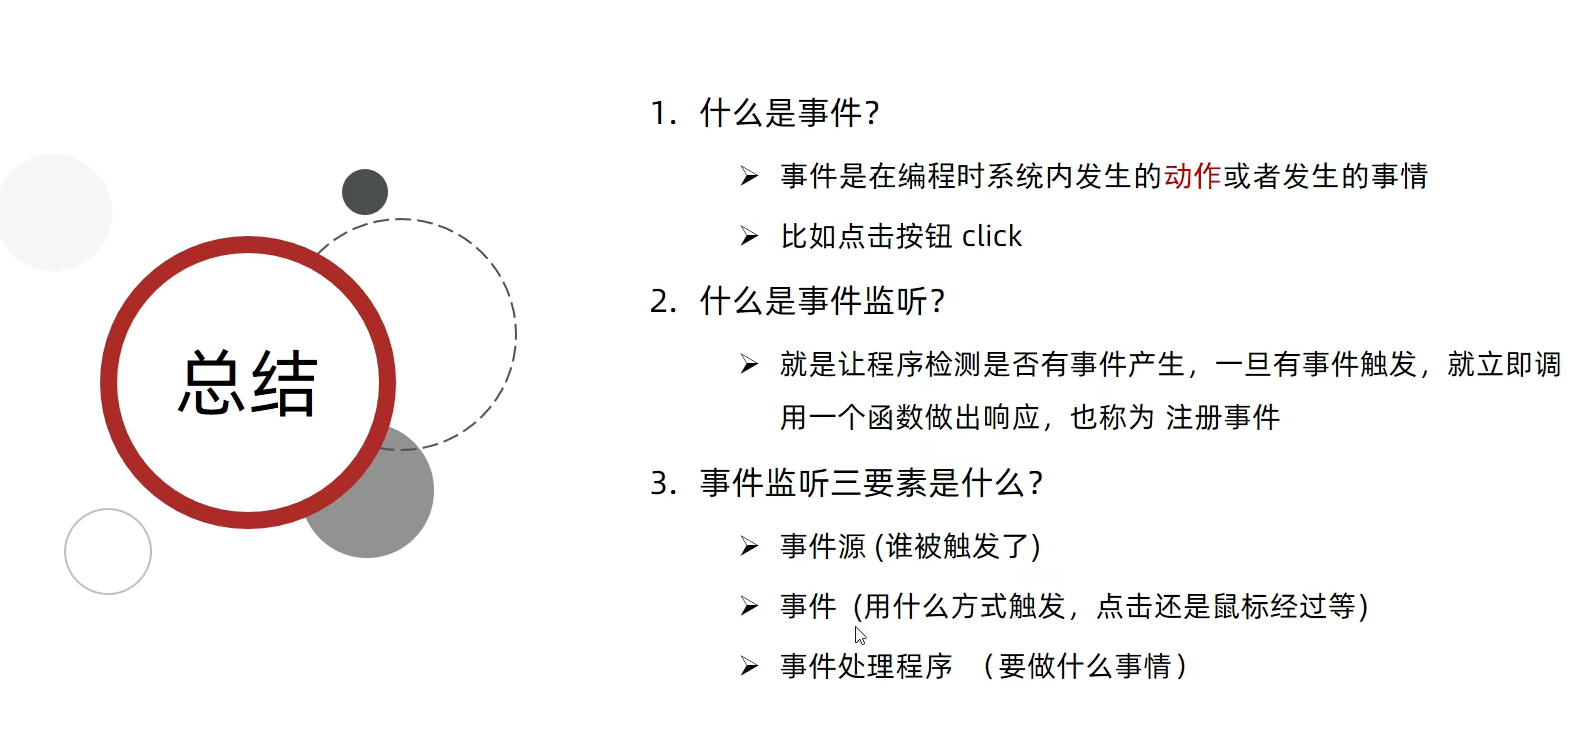 总结
1. 什么是事件？
事件是在编程时系统内发生的动作或者发生的事情
比如点击按钮 click
2. 什么是事件监听？
就是让程序检测是否有事件产生，一旦有事件触发，就立即调
用一个函数做出响应，也称为 注册事件
3. 事件监听三要素是什么？
事件源 (谁被触发了)
事件 (用什么方式触发，点击还是鼠标经过等)
事件处理程序 （要做什么事情）